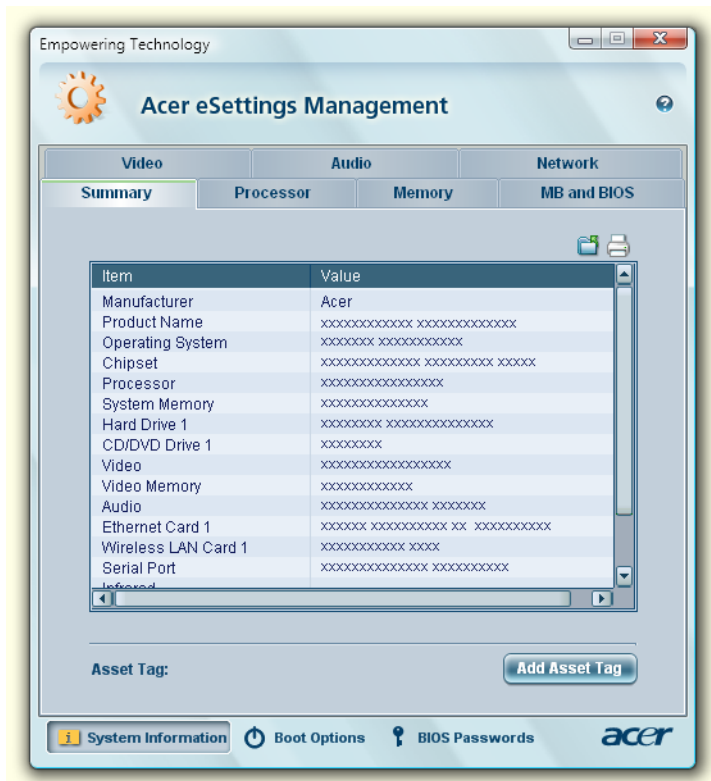 Empowering Technology
Acer eSettings Management
Video Audio Network
Summary Processor Memory MB and BIOS
Item Value
Manufacturer Acer
Product Name xxxxxxxxxxxx xxxxxxxxxxxxx
Operating System xxxxxxx xxxxxxxxxxx
Chipset xxxxxxxxxxxxx xxxxxxxxx xxxxx
Processor xxxxxxxxxxxxxxxx
System Memory xxxxxxxxxxxxxx
Hard Drive 1 xxxxxxxx xxxxxxxxxxxxxx
CD/DVD Drive 1 xxxxxxxx
Video xxxxxxxxxxxxxxxxx
Video Memory xxxxxxxxxxxx
Audio xxxxxxxxxxxxxx xxxxxxx
Ethernet Card 1 xxxxxx xxxxxxxxxx xx xxxxxxxxxx
Wireless LAN Card 1 xxxxxxxxxxx xxxx
Serial Port xxxxxxxxxxxxxx xxxxxxxxxx
Infrared
Asset Tag: Add Asset Tag
System Information Boot Options BIOS Passwords acer